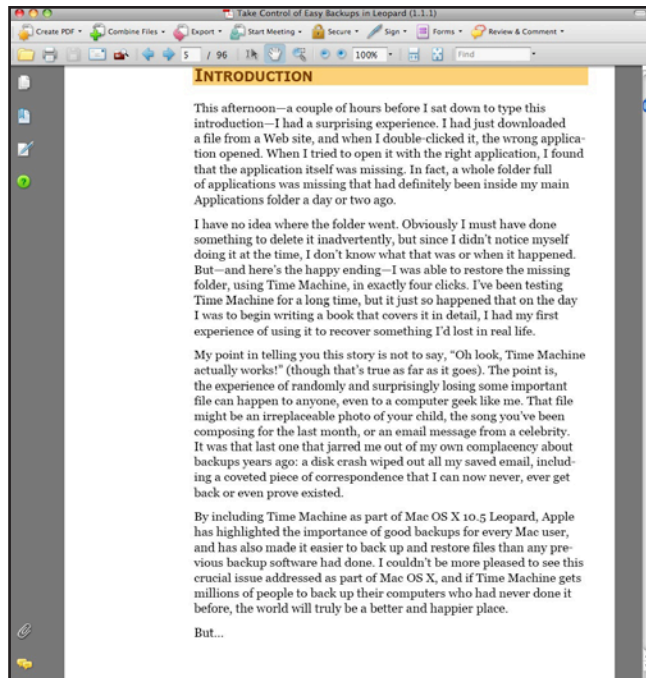 Take Control of Easy Backups in Leopard (1.1.1)
Create PDF Combine Files Export Start Meeting Secure Sign Forms Review & Comment
5 / 96 100% Find
INTRODUCTION
This afternoon—a couple of hours before I sat down to type this
introduction—I had a surprising experience. I had just downloaded
a file from a Web site, and when I double-clicked it, the wrong applica-
tion opened. When I tried to open it with the right application, I found
that the application itself was missing. In fact, a whole folder full
of applications was missing that had definitely been inside my main
Applications folder a day or two ago.
I have no idea where the folder went. Obviously I must have done
something to delete it inadvertently, but since I didn't notice myself
doing it at the time, I don't know what that was or when it happened.
But—and here's the happy ending—I was able to restore the missing
folder, using Time Machine, in exactly four clicks. I've been testing
Time Machine for a long time, but it just so happened that on the day
I was to begin writing a book that covers it in detail, I had my first
experience of using it to recover something I'd lost in real life.
My point in telling you this story is not to say, "Oh look, Time Machine
actually works!" (though that's true as far as it goes). The point is,
the experience of randomly and surprisingly losing some important
file can happen to anyone, even to a computer geek like me. That file
might be an irreplaceable photo of your child, the song you've been
composing for the last month, or an email message from a celebrity.
It was that last one that jarred me out of my own complacency about
backups years ago: a disk crash wiped out all my saved email, includ-
ing a coveted piece of correspondence that I can now never, ever get
back or even prove existed.
By including Time Machine as part of Mac OS X 10.5 Leopard, Apple
has highlighted the importance of good backups for every Mac user,
and has also made it easier to back up and restore files than any pre-
vious backup software had done. I couldn't be more pleased to see this
crucial issue addressed as part of Mac OS X, and if Time Machine gets
millions of people to back up their computers who had never done it
before, the world will truly be a better and happier place.
But…